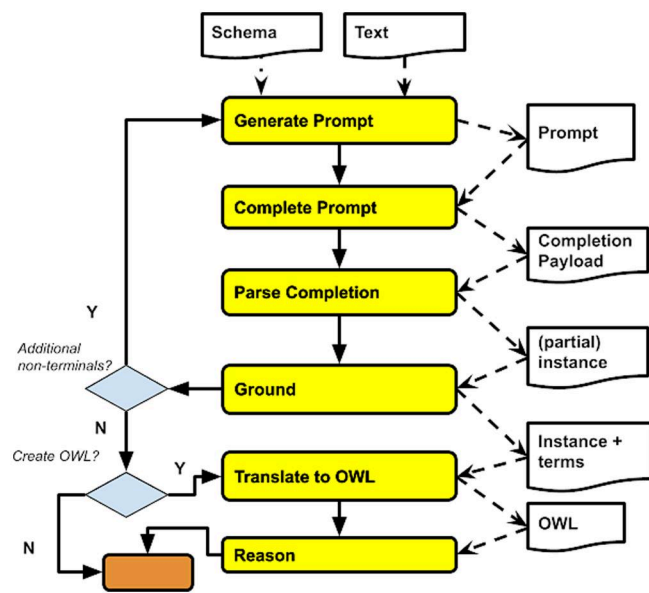 Schema
Text
Generate Prompt
Prompt
Complete Prompt
Completion
Payload
Parse Completion
Y
(partial)
instance
Additional
non-terminals?
Ground
N
Instance +
terms
Create OWL?
Y
Translate to OWL
OWL
N
Reason